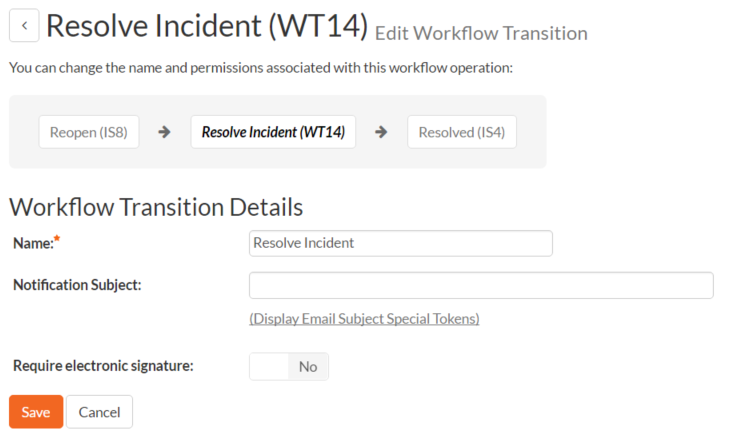 Resolve Incident (WT14) Edit Workflow Transition
You can change the name and permissions associated with this workflow operation:
Reopen (IS8) Resolve Incident (WT14) Resolved (IS4)
Workflow Transition Details
Name:* Resolve Incident
Notification Subject:
(Display Email Subject Special Tokens)
Require electronic signature: No
Save Cancel